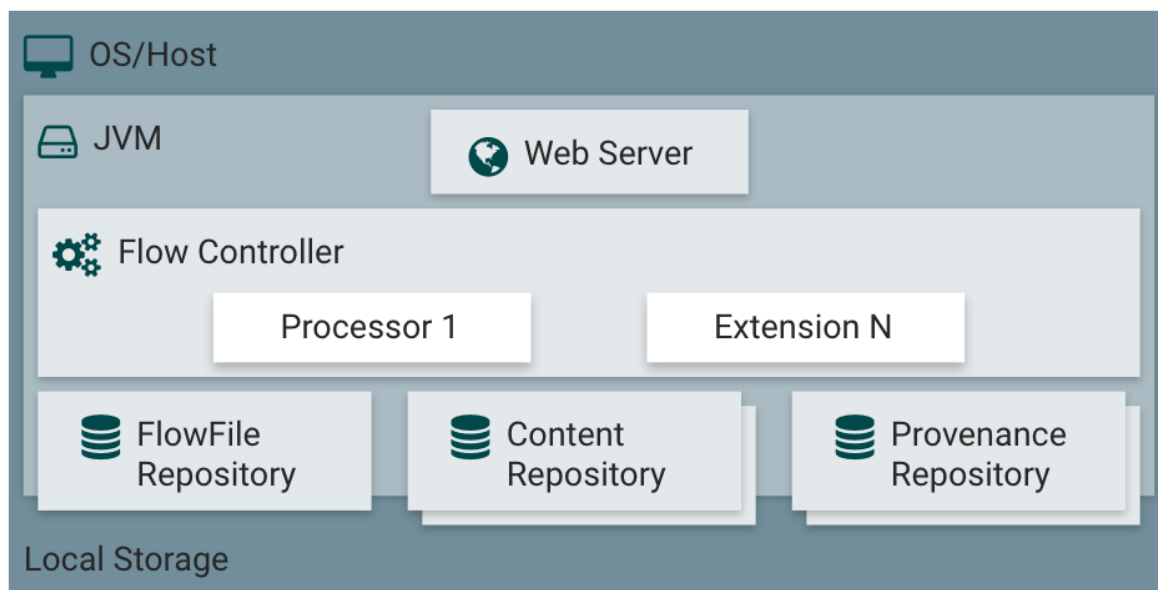 OS/Host
JVM
Web Server
Flow Controller
Processor 1
Extension N
FlowFile
Repository
Content
Repository
Provenance
Repository
Local Storage